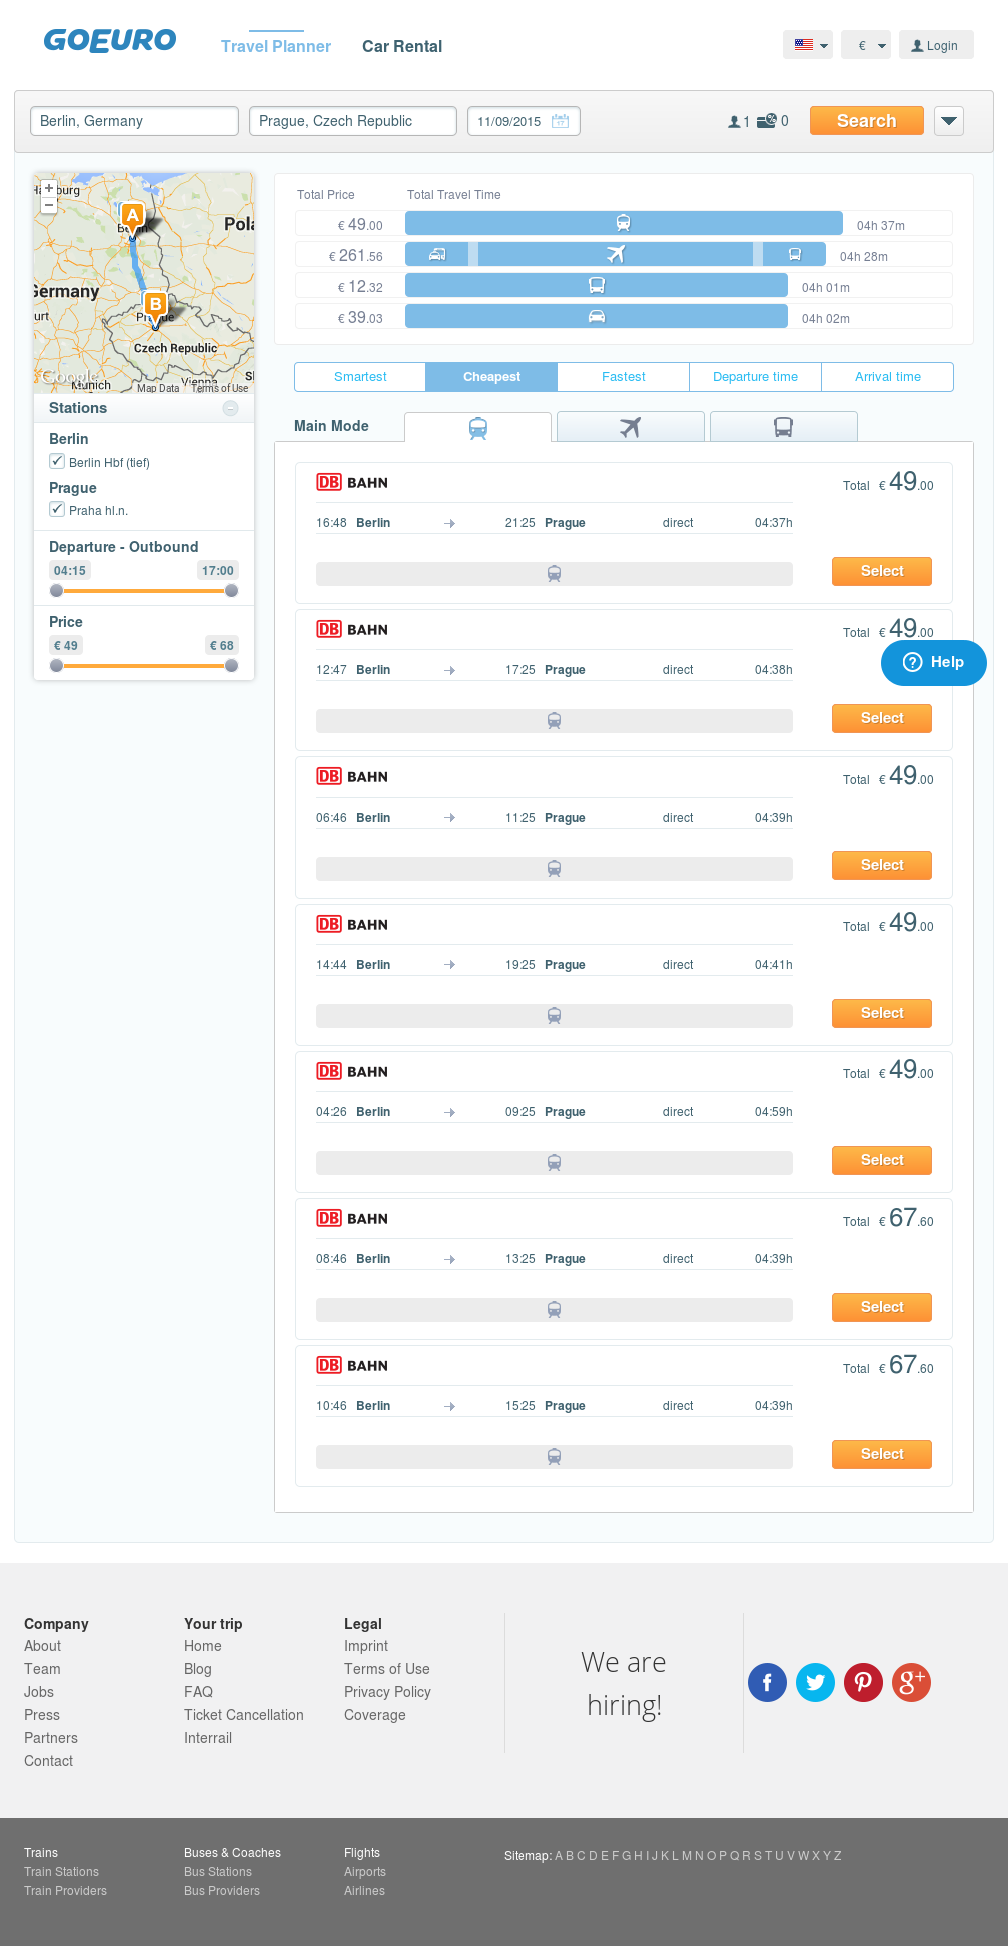 GOEURO
Travel Planner Car Rental
€ Login
Berlin, Germany Prague, Czech Republic 11/09/2015 17 1 0 Search
+
−
Pola
A
B
Germany
Czech Republic
Google
Map Data Terms of Use
Stations
Berlin
Berlin Hbf (tief)
Prague
Praha hl.n.
Departure - Outbound
04:15 17:00
Price
€ 49 € 68
Total Price Total Travel Time
€ 49.00 04h 37m
€ 261.56 04h 28m
€ 12.32 04h 01m
€ 39.03 04h 02m
Smartest Cheapest Fastest Departure time Arrival time
Main Mode
DB BAHN Total € 49.00
16:48 Berlin 21:25 Prague direct 04:37h
Select
DB BAHN Total € 49.00
12:47 Berlin 17:25 Prague direct 04:38h
? Help
Select
DB BAHN Total € 49.00
06:46 Berlin 11:25 Prague direct 04:39h
Select
DB BAHN Total € 49.00
14:44 Berlin 19:25 Prague direct 04:41h
Select
DB BAHN Total € 49.00
04:26 Berlin 09:25 Prague direct 04:59h
Select
DB BAHN Total € 67.60
08:46 Berlin 13:25 Prague direct 04:39h
Select
DB BAHN Total € 67.60
10:46 Berlin 15:25 Prague direct 04:39h
Select
Company
About
Team
Jobs
Press
Partners
Contact
Your trip
Home
Blog
FAQ
Ticket Cancellation
Interrail
Legal
Imprint
Terms of Use
Privacy Policy
Coverage
We are
hiring!
Trains
Train Stations
Train Providers
Buses & Coaches
Bus Stations
Bus Providers
Flights
Airports
Airlines
Sitemap: A B C D E F G H I J K L M N O P Q R S T U V W X Y Z